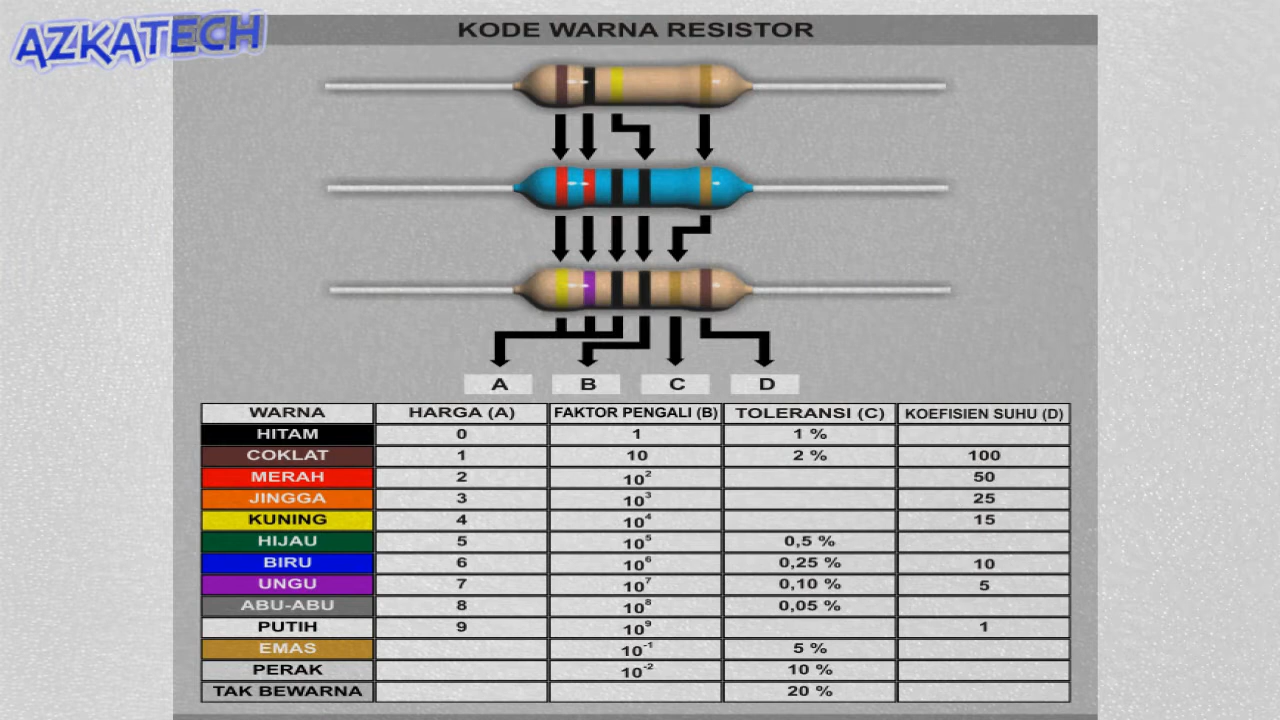 AZKATECH
KODE WARNA RESISTOR
A B C D
WARNA HARGA (A) FAKTOR PENGALI (B) TOLERANSI (C) KOEFISIEN SUHU (D)
HITAM 0 1 1 %
COKLAT 1 10 2 % 100
MERAH 2 10² 50
JINGGA 3 10³ 25
KUNING 4 10⁴ 15
HIJAU 5 10⁵ 0,5 %
BIRU 6 10⁶ 0,25 % 10
UNGU 7 10⁷ 0,10 % 5
ABU-ABU 8 10⁸ 0,05 %
PUTIH 9 10⁹ 1
EMAS 10⁻¹ 5 %
PERAK 10⁻² 10 %
TAK BEWARNA 20 %